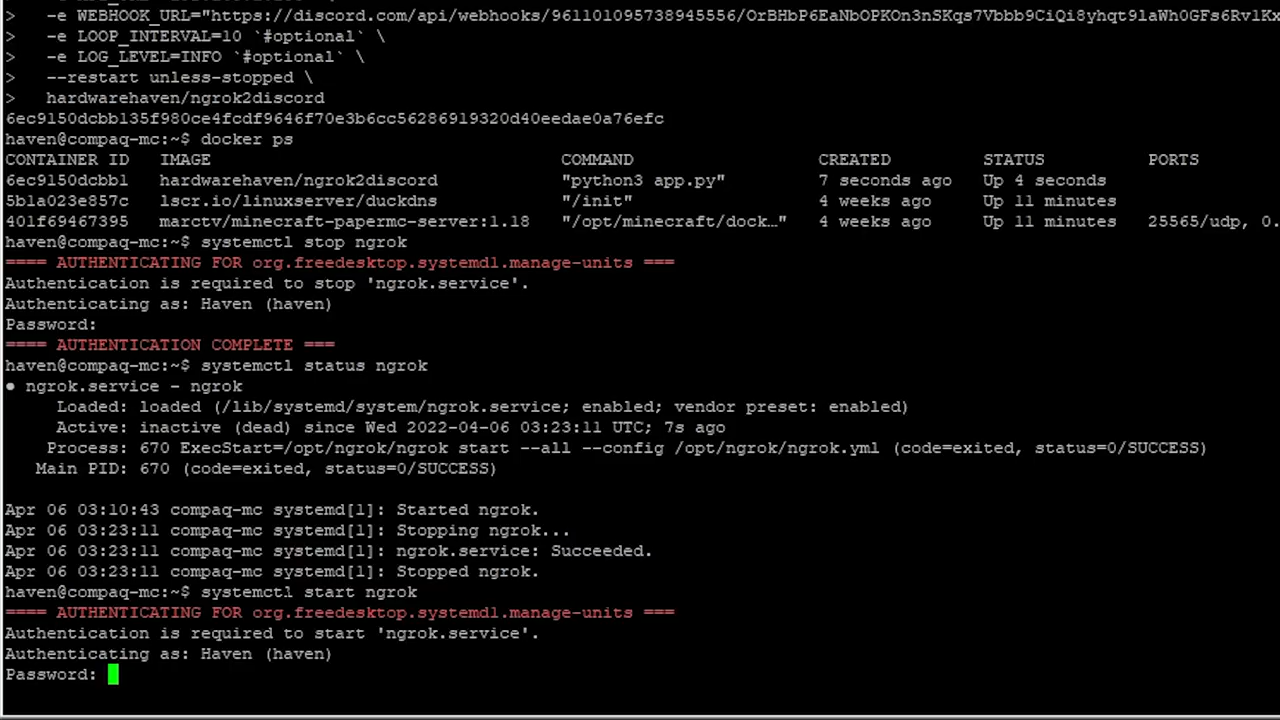 >   -e WEBHOOK_URL="https://discord.com/api/webhooks/961101095738945556/OrBHbP6EaNbOPKOn3nSKqs7Vbbb9CiQi8yhqt9laWh0GFs6Rv1Kx
>   -e LOOP_INTERVAL=10 `#optional` \
>   -e LOG_LEVEL=INFO `#optional` \
>   --restart unless-stopped \
>   hardwarehaven/ngrok2discord
6ec9150dcbb135f980ce4fcdf9646f70e3b6cc56286919320d40eedae0a76efc
haven@compaq-mc:~$ docker ps
CONTAINER ID   IMAGE                                  COMMAND                  CREATED         STATUS          PORTS
6ec9150dcbb1   hardwarehaven/ngrok2discord            "python3 app.py"         7 seconds ago   Up 4 seconds
5b1a023e857c   lscr.io/linuxserver/duckdns            "/init"                  4 weeks ago     Up 11 minutes
401f69467395   marctv/minecraft-papermc-server:1.18   "/opt/minecraft/dock…"   4 weeks ago     Up 11 minutes   25565/udp, 0.
haven@compaq-mc:~$ systemctl stop ngrok
==== AUTHENTICATING FOR org.freedesktop.systemd1.manage-units ===
Authentication is required to stop 'ngrok.service'.
Authenticating as: Haven (haven)
Password:
==== AUTHENTICATION COMPLETE ===
haven@compaq-mc:~$ systemctl status ngrok
● ngrok.service - ngrok
     Loaded: loaded (/lib/systemd/system/ngrok.service; enabled; vendor preset: enabled)
     Active: inactive (dead) since Wed 2022-04-06 03:23:11 UTC; 7s ago
    Process: 670 ExecStart=/opt/ngrok/ngrok start --all --config /opt/ngrok/ngrok.yml (code=exited, status=0/SUCCESS)
   Main PID: 670 (code=exited, status=0/SUCCESS)
Apr 06 03:10:43 compaq-mc systemd[1]: Started ngrok.
Apr 06 03:23:11 compaq-mc systemd[1]: Stopping ngrok...
Apr 06 03:23:11 compaq-mc systemd[1]: ngrok.service: Succeeded.
Apr 06 03:23:11 compaq-mc systemd[1]: Stopped ngrok.
haven@compaq-mc:~$ systemctl start ngrok
==== AUTHENTICATING FOR org.freedesktop.systemd1.manage-units ===
Authentication is required to start 'ngrok.service'.
Authenticating as: Haven (haven)
Password: